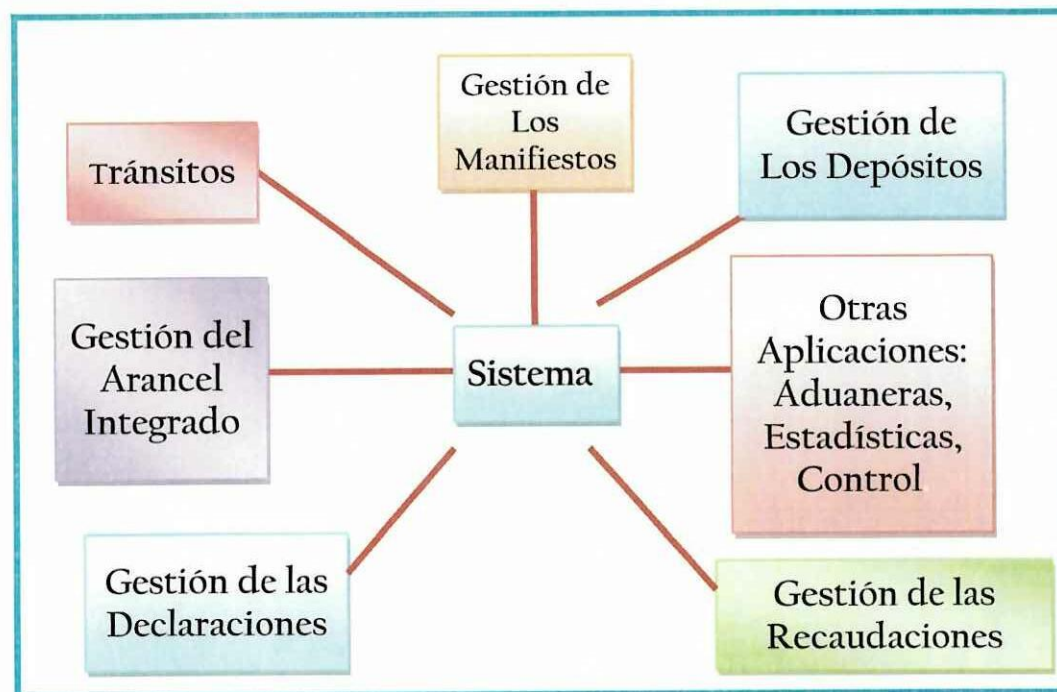 Gestión de
Los
Manifiestos
Gestión de
Los Depósitos
Tránsitos
Gestión del
Arancel
Integrado
Sistema
Otras
Aplicaciones:
Aduaneras,
Estadísticas,
Control
Gestión de las
Declaraciones
Gestión de las
Recaudaciones